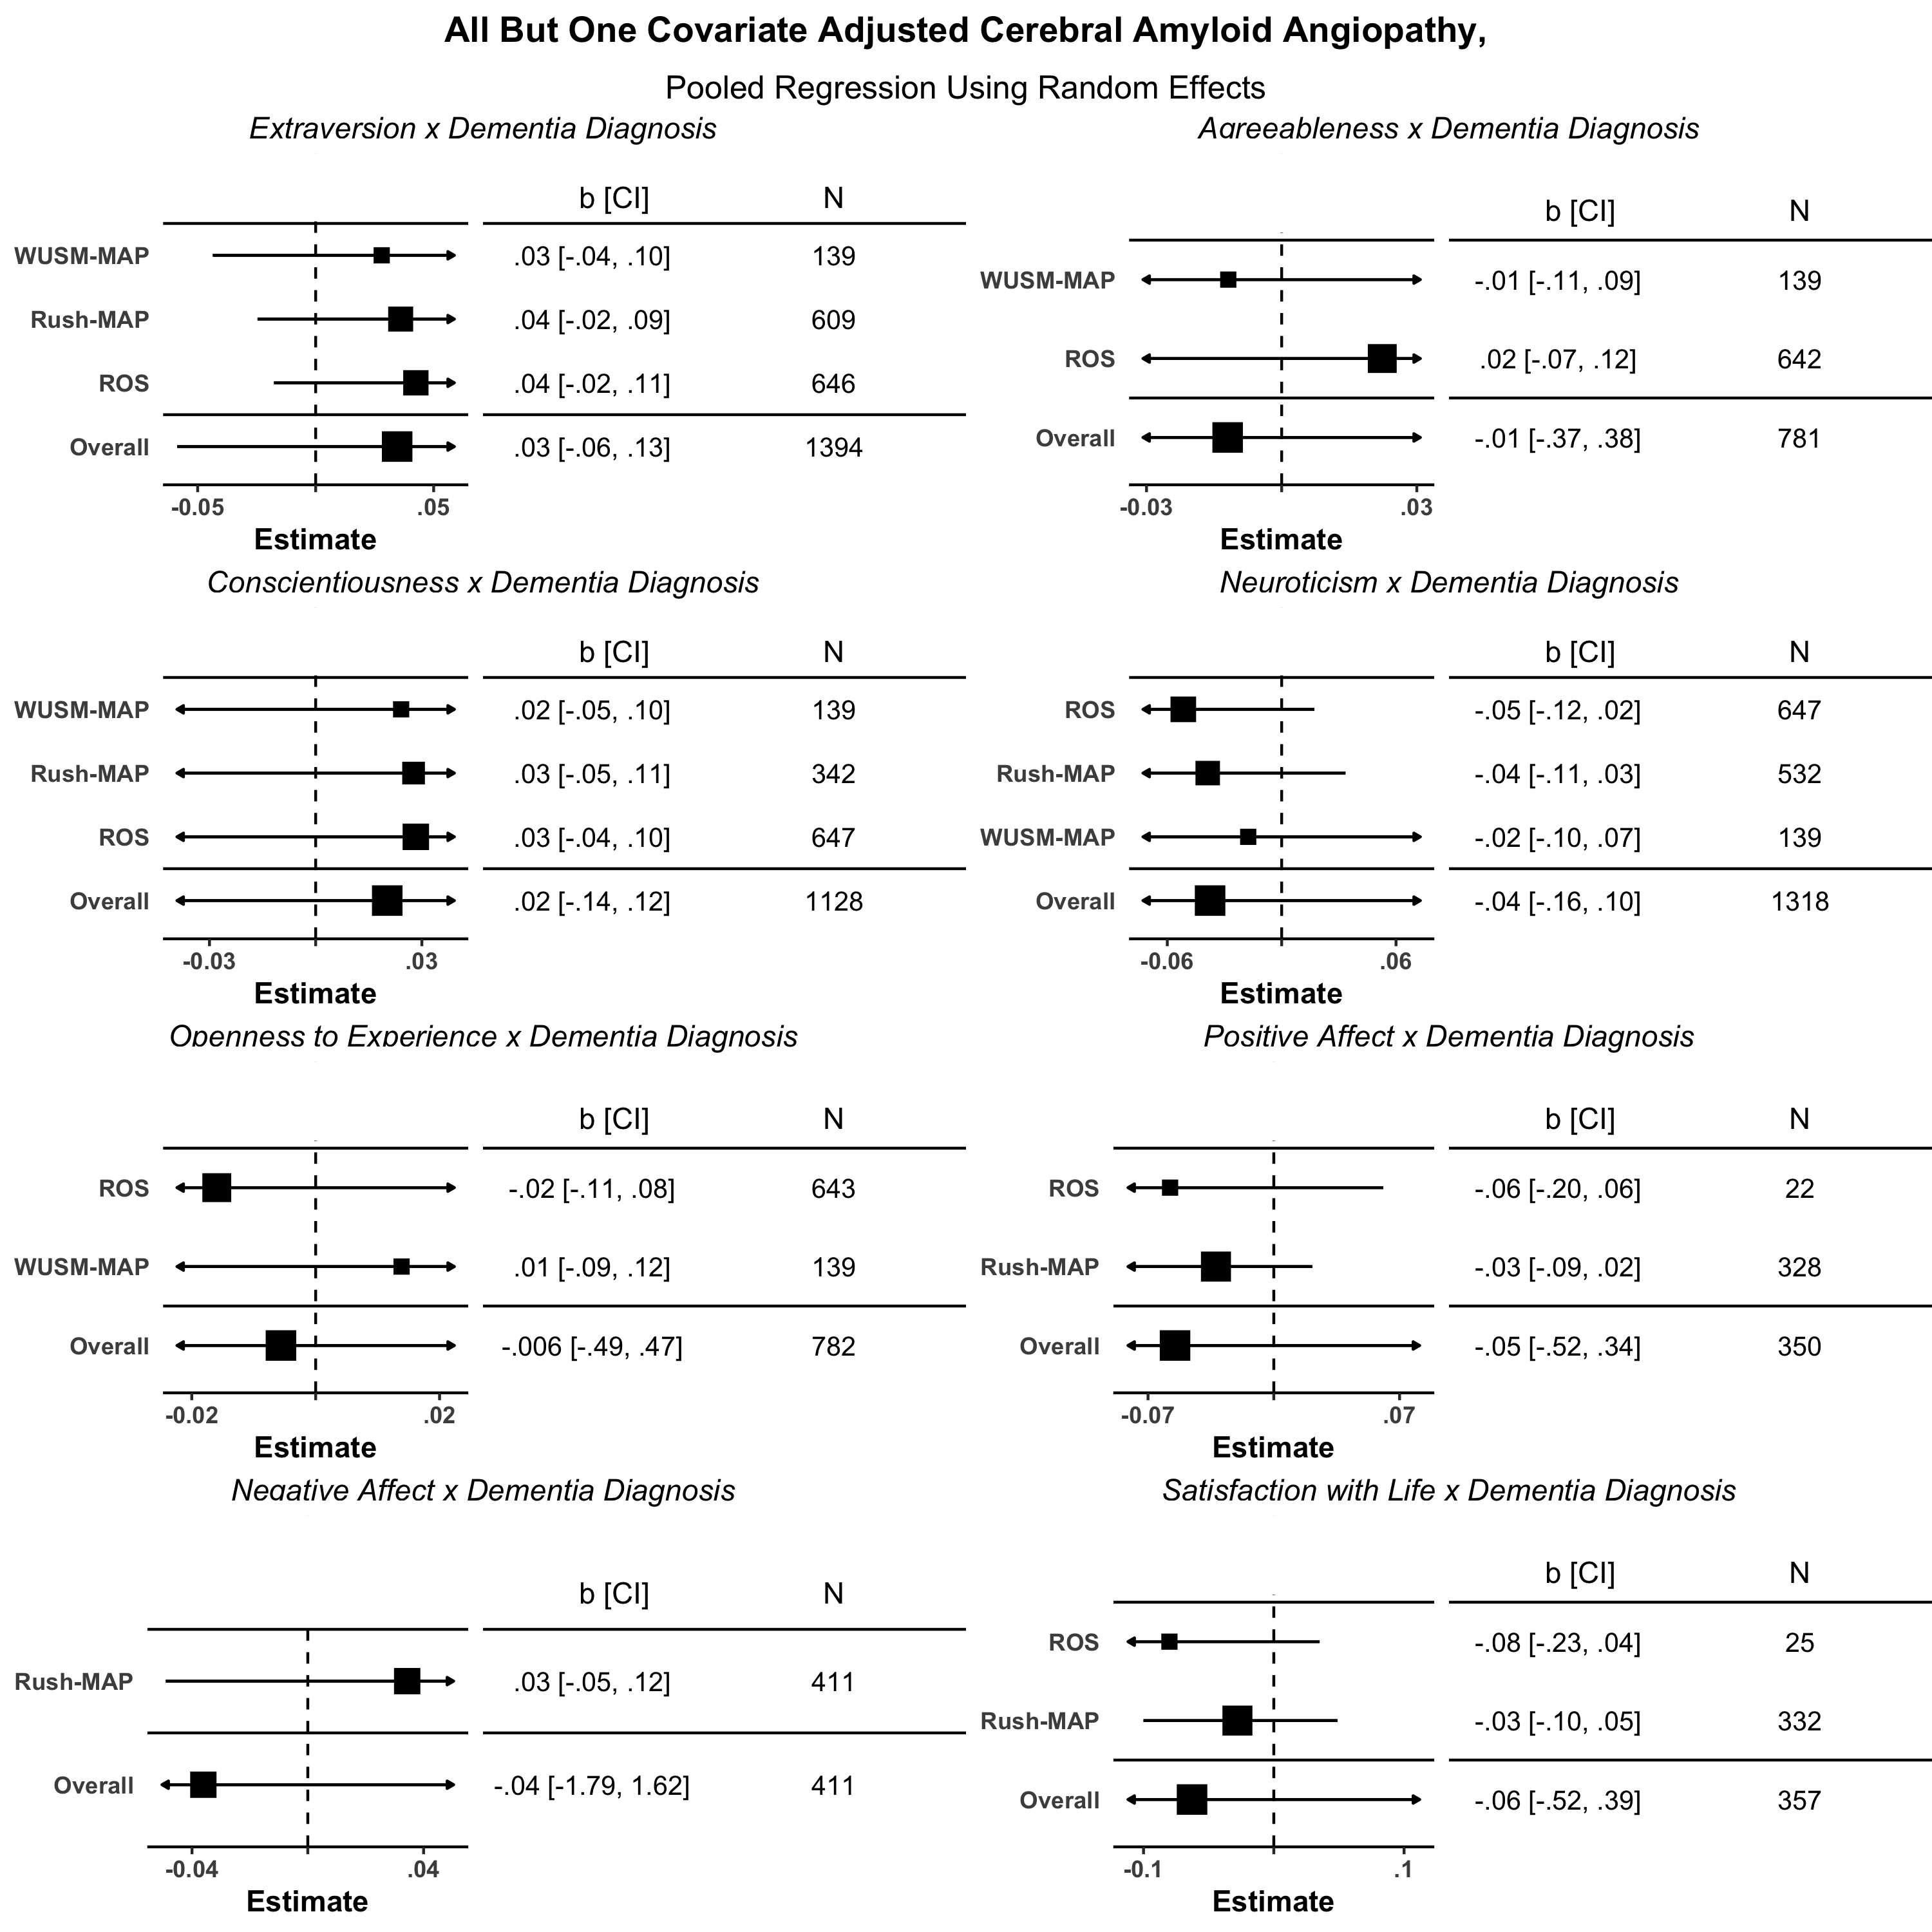 All But One Covariate Adjusted Cerebral Amyloid Angiopathy,
Pooled Regression Using Random Effects
Extraversion x Dementia Diagnosis
b [CI] N
WUSM-MAP .03 [-.04, .10] 139
Rush-MAP .04 [-.02, .09] 609
ROS .04 [-.02, .11] 646
Overall .03 [-.06, .13] 1394
-0.05 .05
Estimate
Agreeableness x Dementia Diagnosis
b [CI] N
WUSM-MAP -.01 [-.11, .09] 139
ROS .02 [-.07, .12] 642
Overall -.01 [-.37, .38] 781
-0.03 .03
Estimate
Conscientiousness x Dementia Diagnosis
b [CI] N
WUSM-MAP .02 [-.05, .10] 139
Rush-MAP .03 [-.05, .11] 342
ROS .03 [-.04, .10] 647
Overall .02 [-.14, .12] 1128
-0.03 .03
Estimate
Neuroticism x Dementia Diagnosis
b [CI] N
ROS -.05 [-.12, .02] 647
Rush-MAP -.04 [-.11, .03] 532
WUSM-MAP -.02 [-.10, .07] 139
Overall -.04 [-.16, .10] 1318
-0.06 .06
Estimate
Openness to Experience x Dementia Diagnosis
b [CI] N
ROS -.02 [-.11, .08] 643
WUSM-MAP .01 [-.09, .12] 139
Overall -.006 [-.49, .47] 782
-0.02 .02
Estimate
Positive Affect x Dementia Diagnosis
b [CI] N
ROS -.06 [-.20, .06] 22
Rush-MAP -.03 [-.09, .02] 328
Overall -.05 [-.52, .34] 350
-0.07 .07
Estimate
Negative Affect x Dementia Diagnosis
b [CI] N
Rush-MAP .03 [-.05, .12] 411
Overall -.04 [-1.79, 1.62] 411
-0.04 .04
Estimate
Satisfaction with Life x Dementia Diagnosis
b [CI] N
ROS -.08 [-.23, .04] 25
Rush-MAP -.03 [-.10, .05] 332
Overall -.06 [-.52, .39] 357
-0.1 .1
Estimate